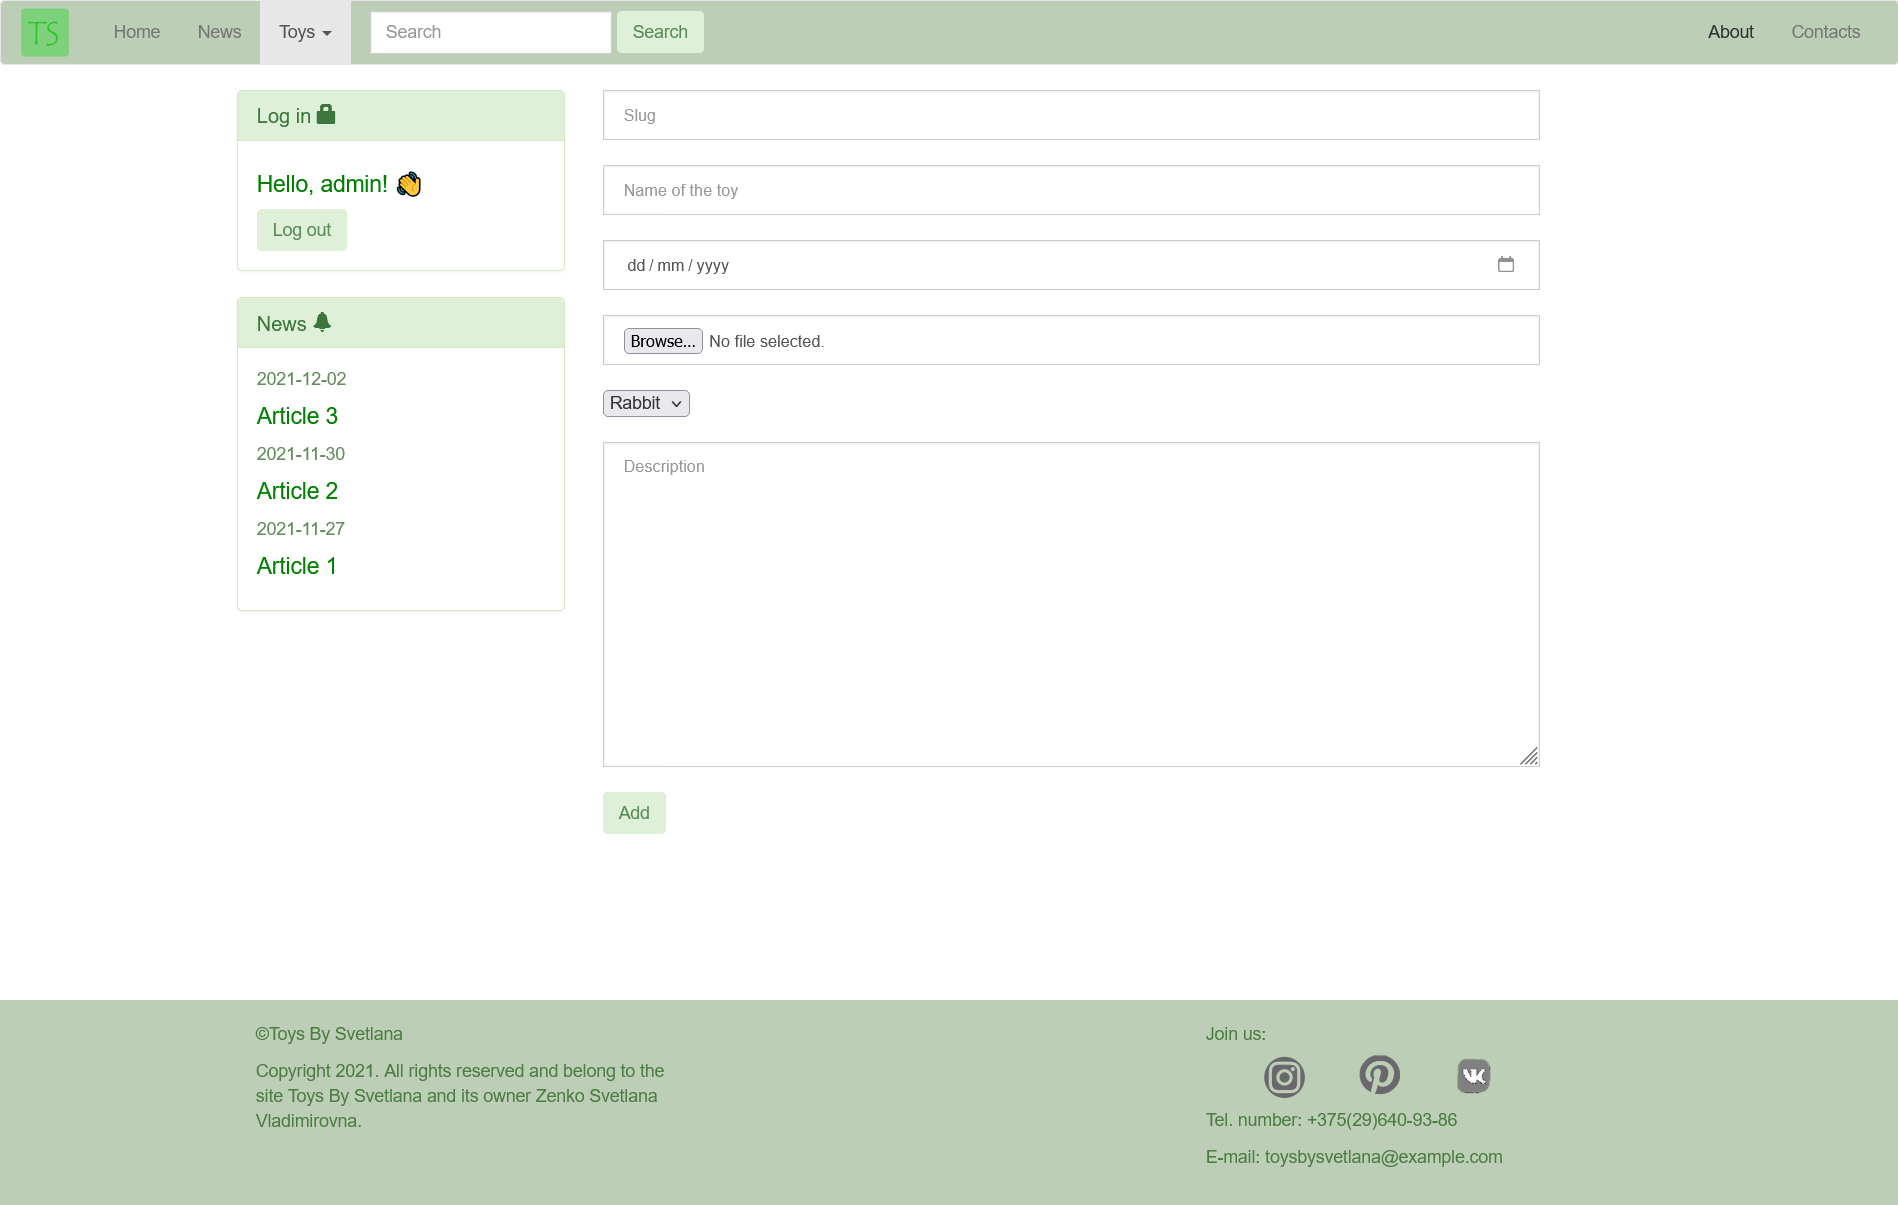 TS Home News Toys Search Search About Contacts
Log in
Hello, admin!
Log out
News
2021-12-02
Article 3
2021-11-30
Article 2
2021-11-27
Article 1
Slug
Name of the toy
dd / mm / yyyy
Browse... No file selected.
Rabbit
Description
Add
©Toys By Svetlana
Copyright 2021. All rights reserved and belong to the
site Toys By Svetlana and its owner Zenko Svetlana
Vladimirovna.
Join us:
Tel. number: +375(29)640-93-86
E-mail: toysbysvetlana@example.com